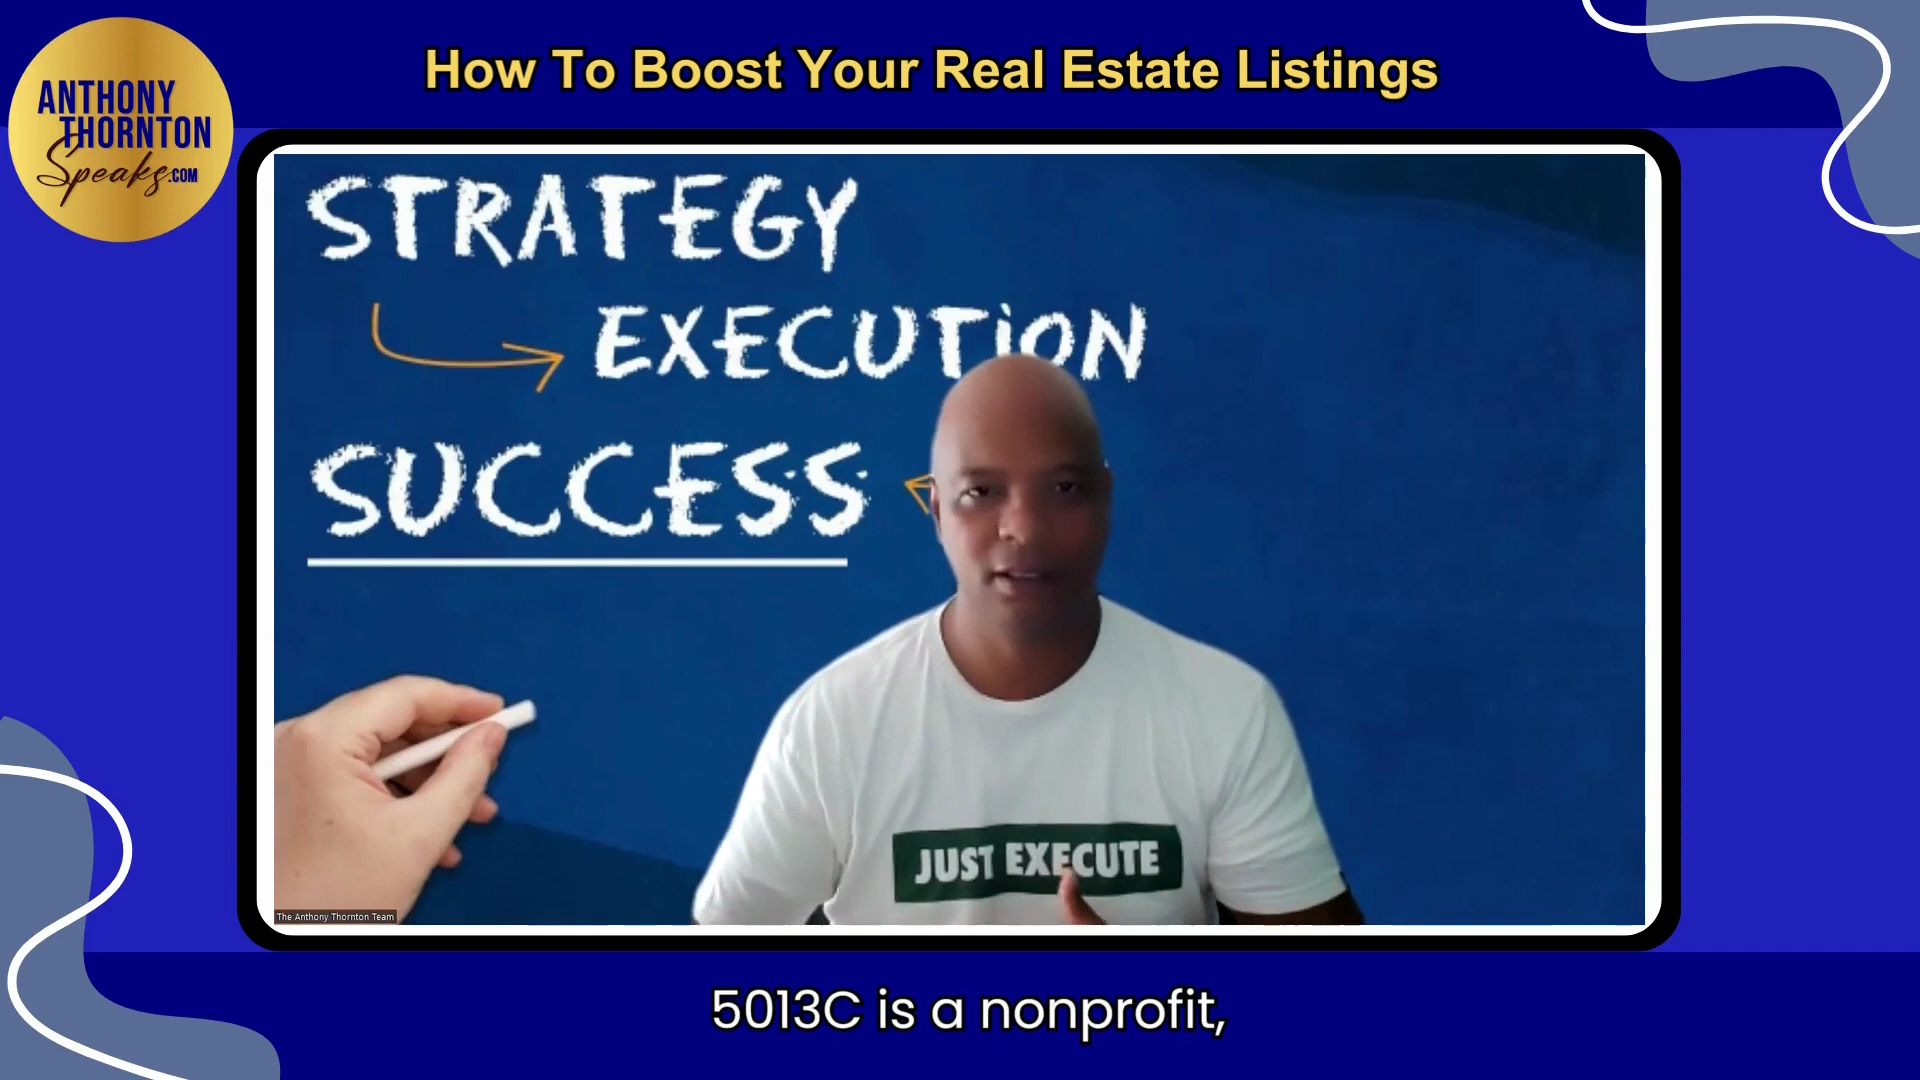 How To Boost Your Real Estate Listings
ANTHONY
THORNTON
Speaks.COM
STRATEGY
EXECUTION
SUCCESS
JUST EXECUTE
The Anthony Thornton Team
5013C is a nonprofit,